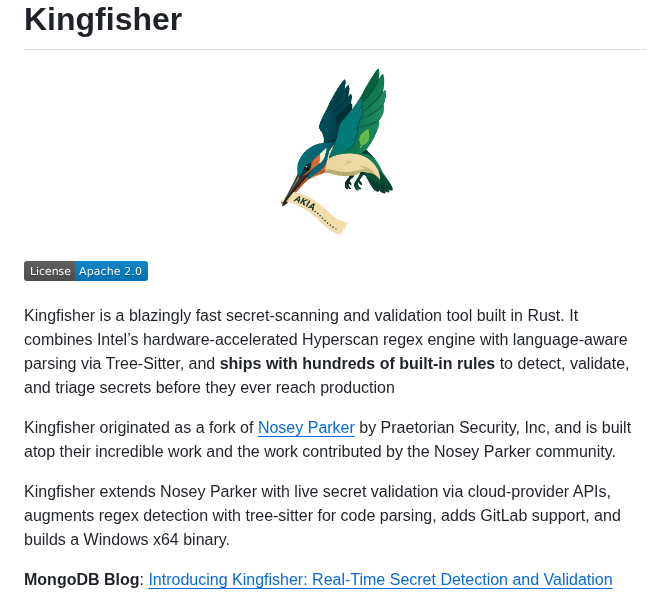 Kingfisher
AKIA........
License Apache 2.0
Kingfisher is a blazingly fast secret-scanning and validation tool built in Rust. It
combines Intel’s hardware-accelerated Hyperscan regex engine with language-aware
parsing via Tree-Sitter, and ships with hundreds of built-in rules to detect, validate,
and triage secrets before they ever reach production
Kingfisher originated as a fork of Nosey Parker by Praetorian Security, Inc, and is built
atop their incredible work and the work contributed by the Nosey Parker community.
Kingfisher extends Nosey Parker with live secret validation via cloud-provider APIs,
augments regex detection with tree-sitter for code parsing, adds GitLab support, and
builds a Windows x64 binary.
MongoDB Blog: Introducing Kingfisher: Real-Time Secret Detection and Validation